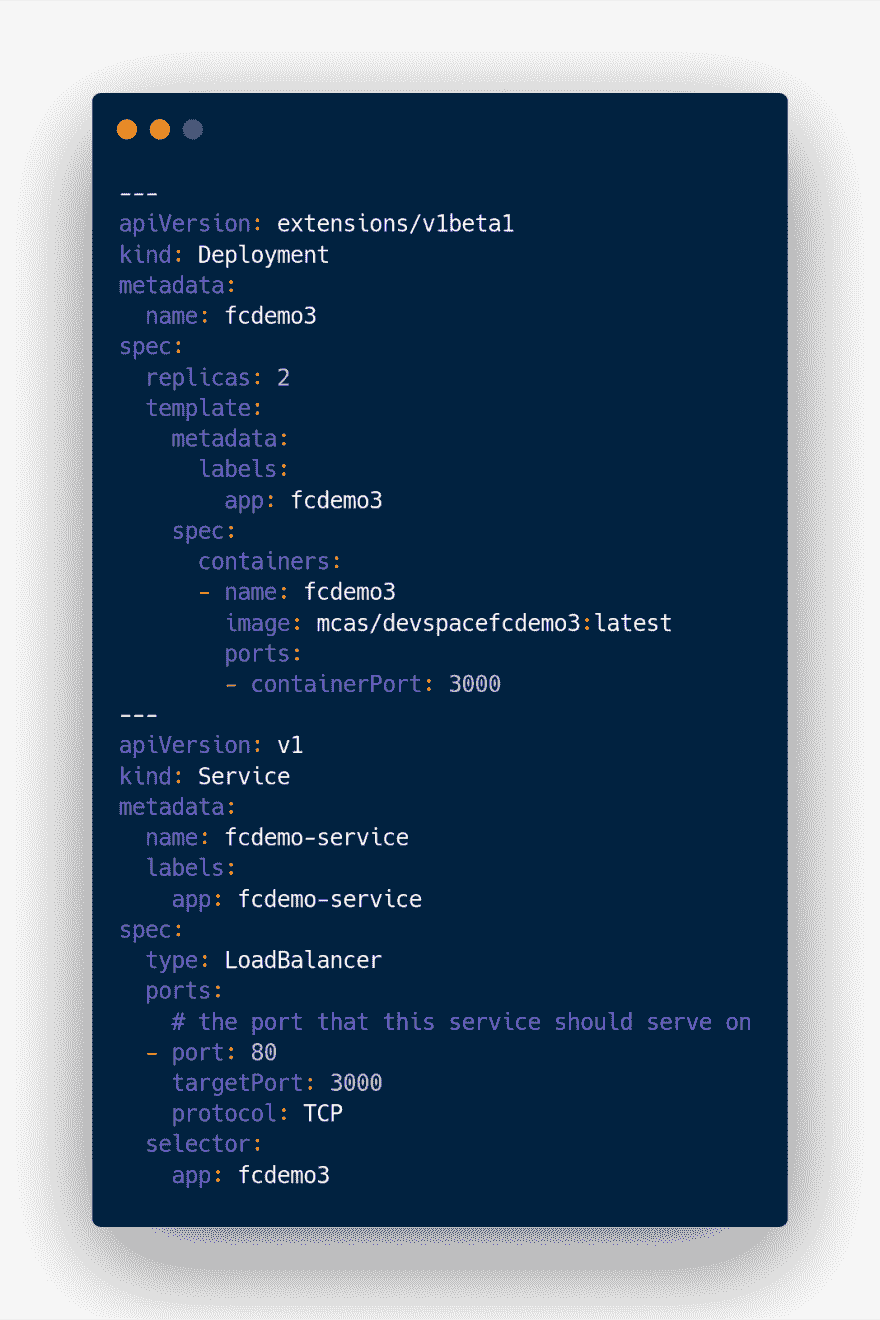 ---
apiVersion: extensions/v1beta1
kind: Deployment
metadata:
  name: fcdemo3
spec:
  replicas: 2
  template:
    metadata:
      labels:
        app: fcdemo3
    spec:
      containers:
      - name: fcdemo3
        image: mcas/devspacefcdemo3:latest
        ports:
        - containerPort: 3000
---
apiVersion: v1
kind: Service
metadata:
  name: fcdemo-service
  labels:
    app: fcdemo-service
spec:
  type: LoadBalancer
  ports:
    # the port that this service should serve on
  - port: 80
    targetPort: 3000
    protocol: TCP
  selector:
    app: fcdemo3